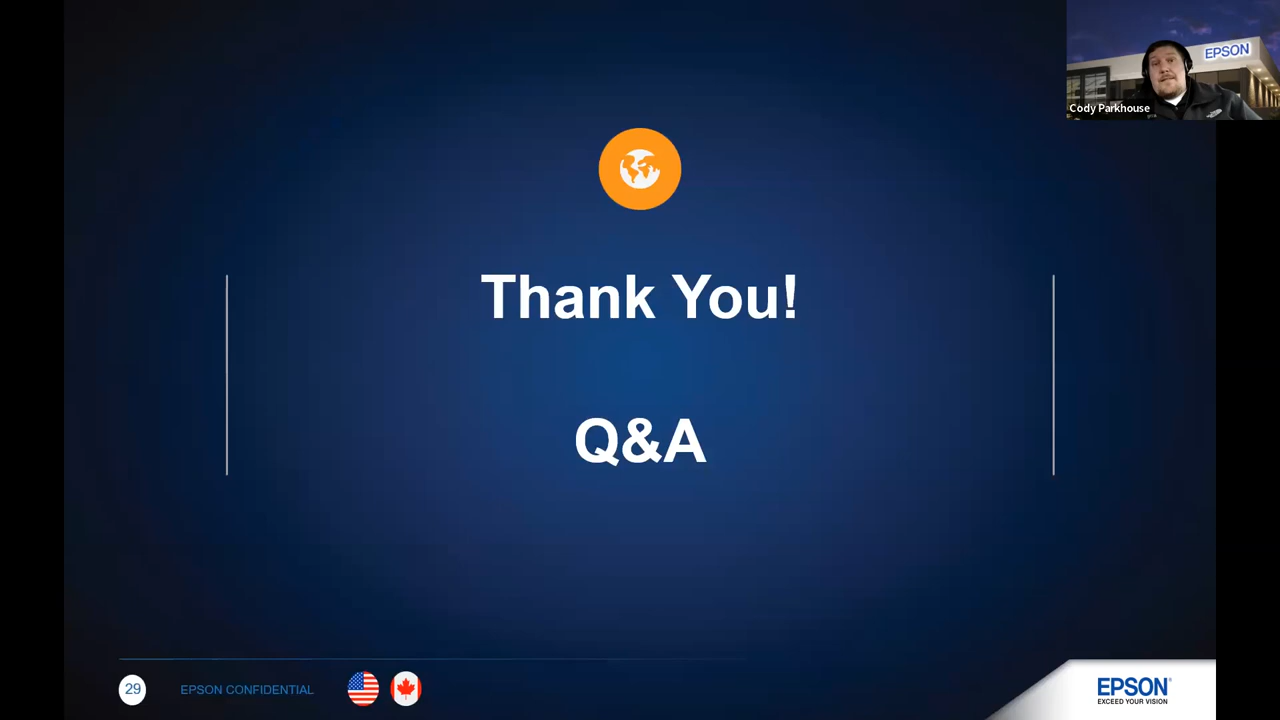 EPSON
Cody Parkhouse
Thank You!
Q&A
29
EPSON CONFIDENTIAL
EPSON®
EXCEED YOUR VISION